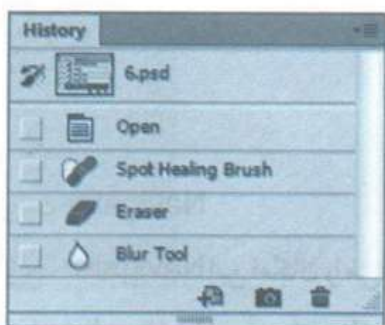 History
6.psd
Open
Spot Healing Brush
Eraser
Blur Tool